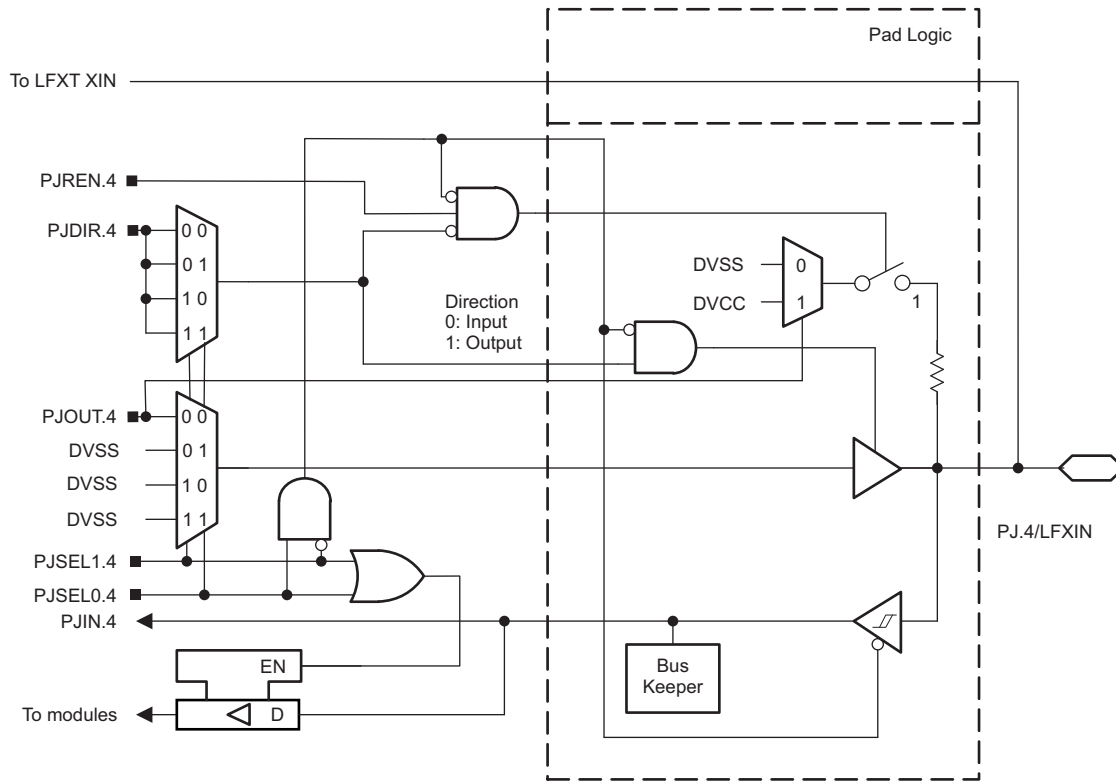 Pad Logic
To LFXT XIN
PJREN.4
PJDIR.4
0 0
0 1
1 0
1 1
Direction
0: Input
1: Output
DVSS
0
DVCC
1
1
PJOUT.4
0 0
DVSS
0 1
DVSS
1 0
DVSS
1 1
PJ.4/LFXIN
PJSEL1.4
PJSEL0.4
PJIN.4
EN
Bus
Keeper
To modules
D